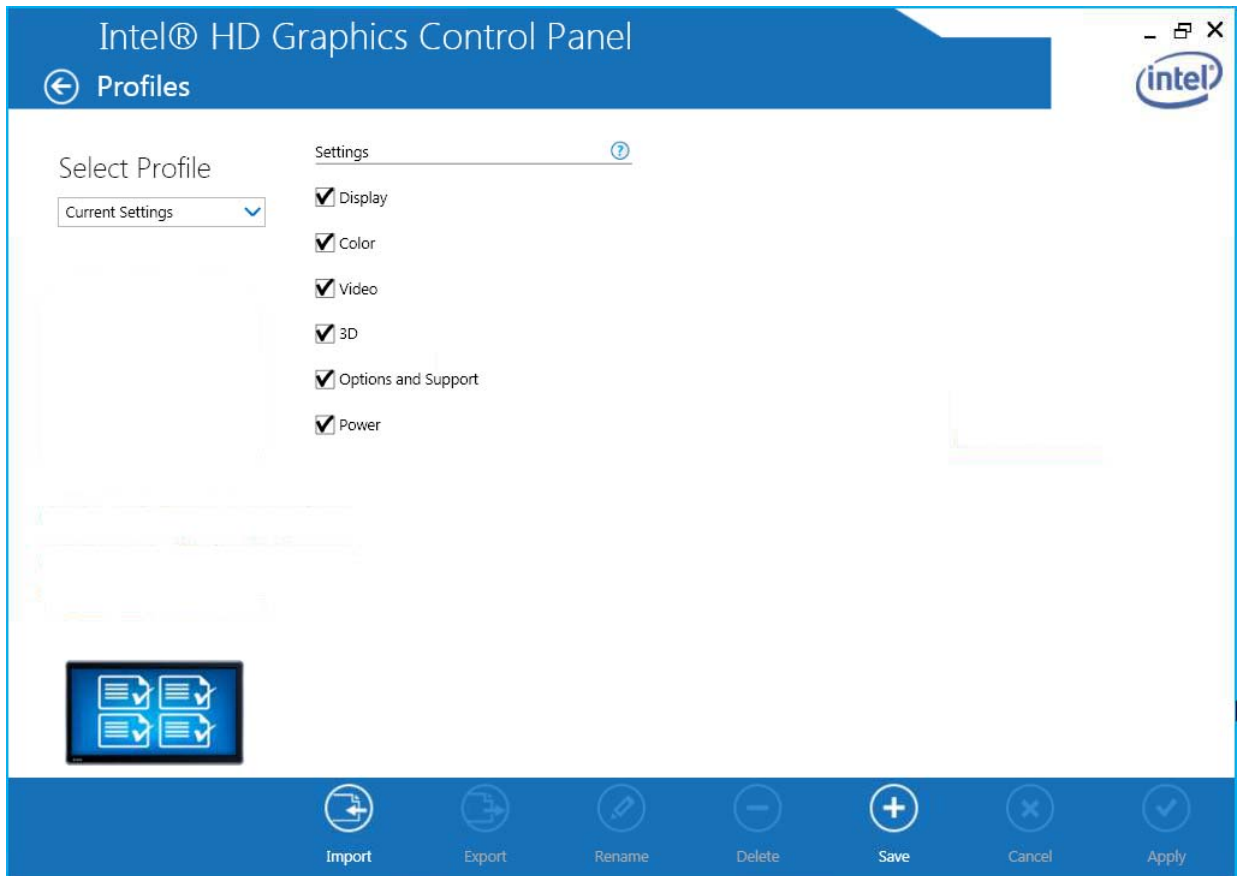 Intel® HD Graphics Control Panel
Profiles
intel®
Select Profile
Current Settings
Settings
?
Display
Color
Video
3D
Options and Support
Power
Import
Export
Rename
Delete
Save
Cancel
Apply